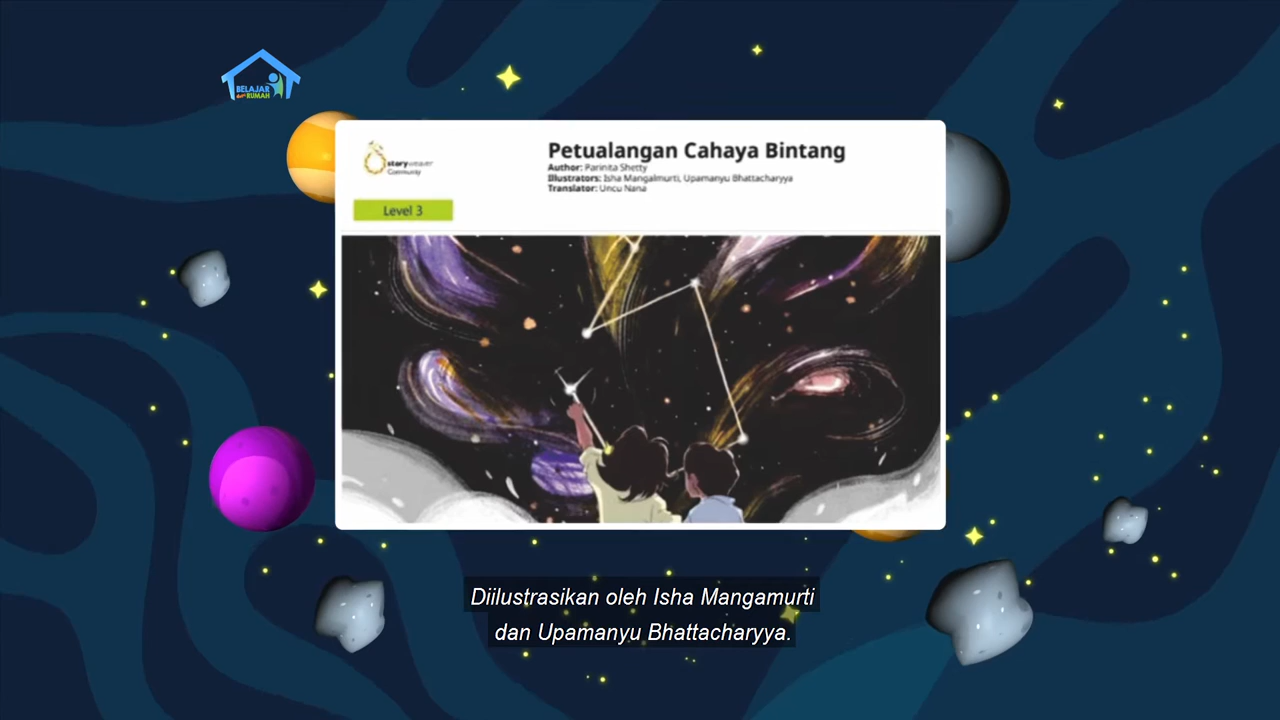 BELAJAR
dari RUMAH
storyweaver
Community
Level 3
Petualangan Cahaya Bintang
Author: Parinita Shetty
Illustrators: Isha Mangalmurti, Upamanyu Bhattacharyya
Translator: Uncu Nana
Diilustrasikan oleh Isha Mangamurti
dan Upamanyu Bhattacharyya.